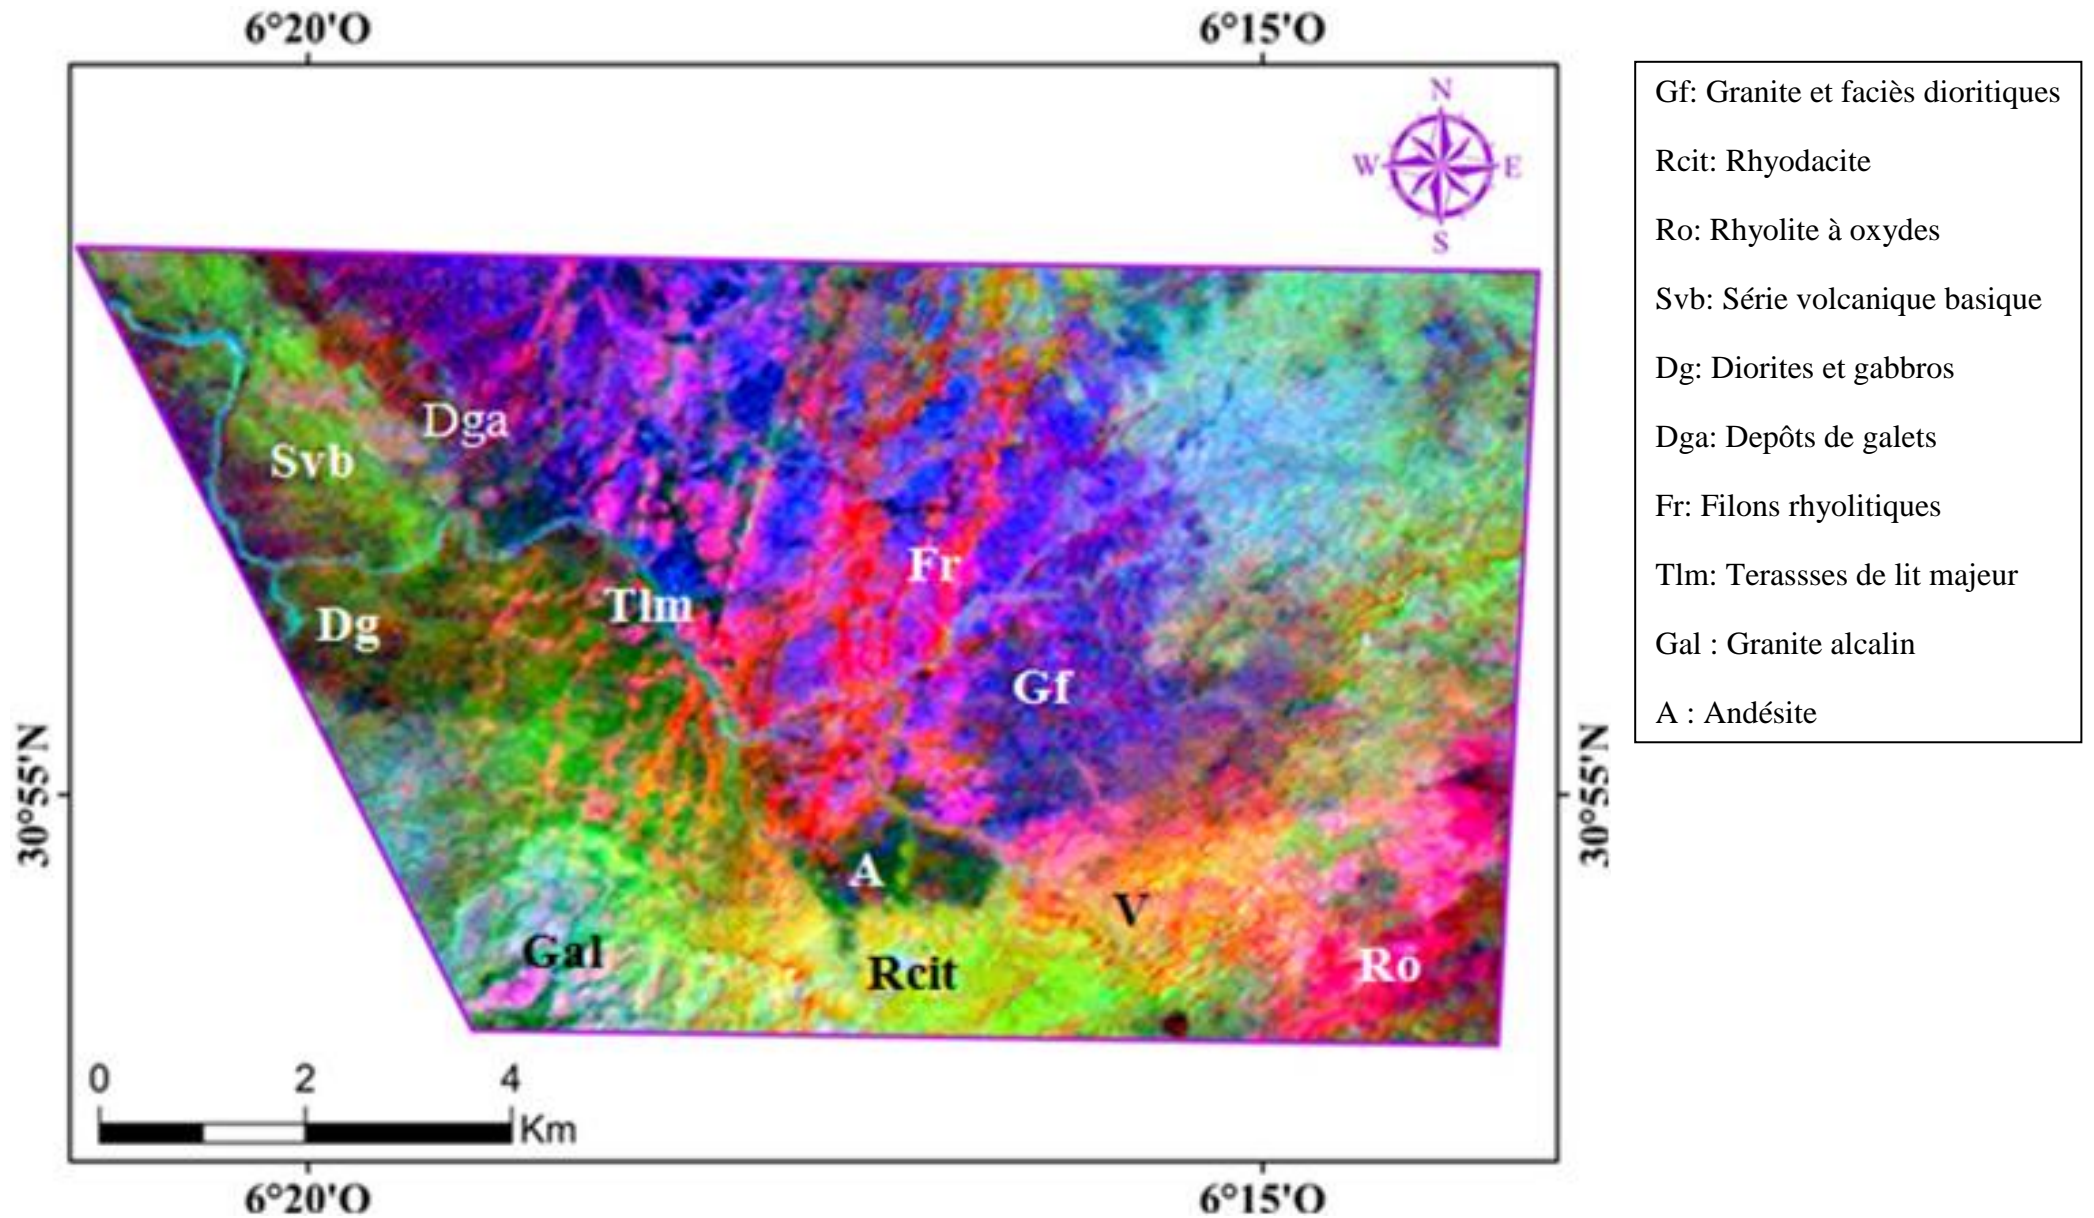 6°20'O 6°15'O
N
W E
S
Gf: Granite et faciès dioritiques
Rcit: Rhyodacite
Ro: Rhyolite à oxydes
Svb: Série volcanique basique
Dg: Diorites et gabbros
Dga: Depôts de galets
Fr: Filons rhyolitiques
Tlm: Terassses de lit majeur
Gal : Granite alcalin
A : Andésite
Dga
Svb
Fr
Tlm
Dg
Gf
30°55'N 30°55'N
A
V
Gal
Rcit
Ro
0 2 4
Km
6°20'O 6°15'O